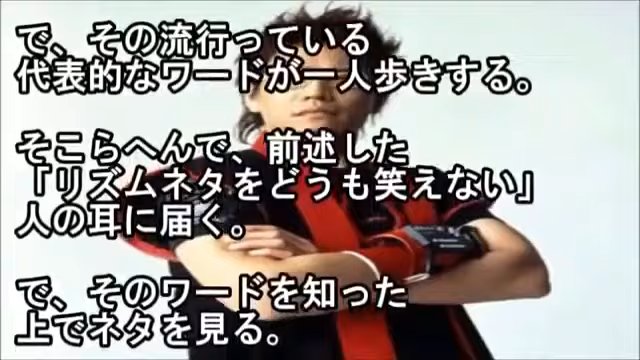 で、その流行っている
代表的なワードが一人歩きする。
そこらへんで、前述した
「リズムネタをどうも笑えない」
人の耳に届く。
で、そのワードを知った
上でネタを見る。